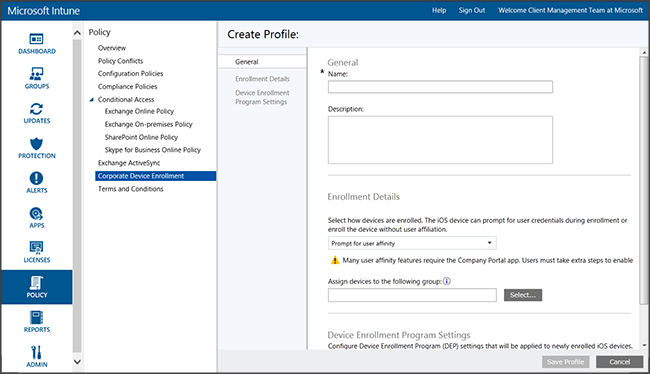 Microsoft Intune
Help
Sign Out
Welcome Client Management Team at Microsoft
DASHBOARD
GROUPS
UPDATES
PROTECTION
ALERTS
APPS
LICENSES
POLICY
REPORTS
ADMIN
Policy
Overview
Policy Conflicts
Configuration Policies
Compliance Policies
Conditional Access
Exchange Online Policy
Exchange On-premises Policy
SharePoint Online Policy
Skype for Business Online Policy
Exchange ActiveSync
Corporate Device Enrollment
Terms and Conditions
Create Profile:
General
Enrollment Details
Device Enrollment
Program Settings
General
* Name:
Description:
Enrollment Details
Select how devices are enrolled. The iOS device can prompt for user credentials during enrollment or
enroll the device without user affiliation.
Prompt for user affinity
Many user affinity features require the Company Portal app. Users must take extra steps to enable
Assign devices to the following group:
Select...
Device Enrollment Program Settings
Configure Device Enrollment Program (DEP) settings that will be applied to newly enrolled iOS devices.
Save Profile
Cancel